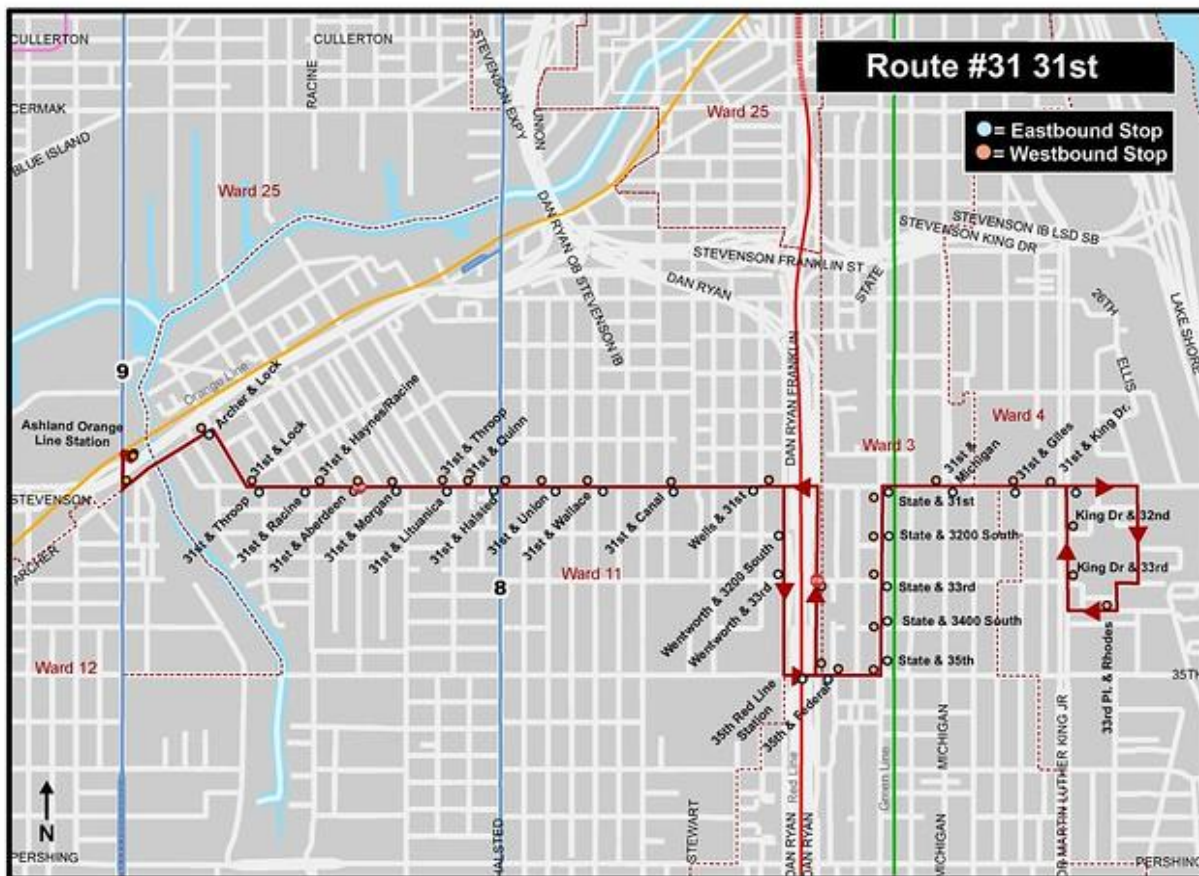 Route #31 31st
= Eastbound Stop
= Westbound Stop
CULLERTON
CULLERTON
RACINE
CERMAK
BLUE ISLAND
STEVENSON EXPY
UNION
Ward 25
Ward 25
DAN RYAN OB STEVENSON IB
STEVENSON FRANKLIN ST
DAN RYAN
STATE
STEVENSON IB LSD SB
STEVENSON KING DR
26TH
ELLIS
LAKE SHORE
DAN RYAN FRANKLIN
9
Orange Line
Ashland Orange
Line Station
Archer & Lock
31st & Lock
31st & Haynes/Racine
31st & Throop
31st & Quinn
Ward 3
Ward 4
31st &
Michigan
31st & Giles
31st & King Dr.
STEVENSON
ARCHER
31st & Throop
31st & Racine
31st & Aberdeen
31st & Morgan
31st & Lituanica
31st & Halsted
31st & Union
31st & Wallace
31st & Canal
Wells & 31st
Wentworth & 3200 South
Wentworth & 33rd
State & 31st
State & 3200 South
State & 33rd
State & 3400 South
State & 35th
King Dr & 32nd
King Dr & 33rd
33rd Pl. & Rhodes
Ward 11
8
Ward 12
35th Red Line
Station
35th & Federal
35TH
N
PERSHING
HALSTED
STEWART
DAN RYAN
Red Line
DAN RYAN
Green Line
MICHIGAN
MICHIGAN
DR MARTIN LUTHER KING JR
PERSHING